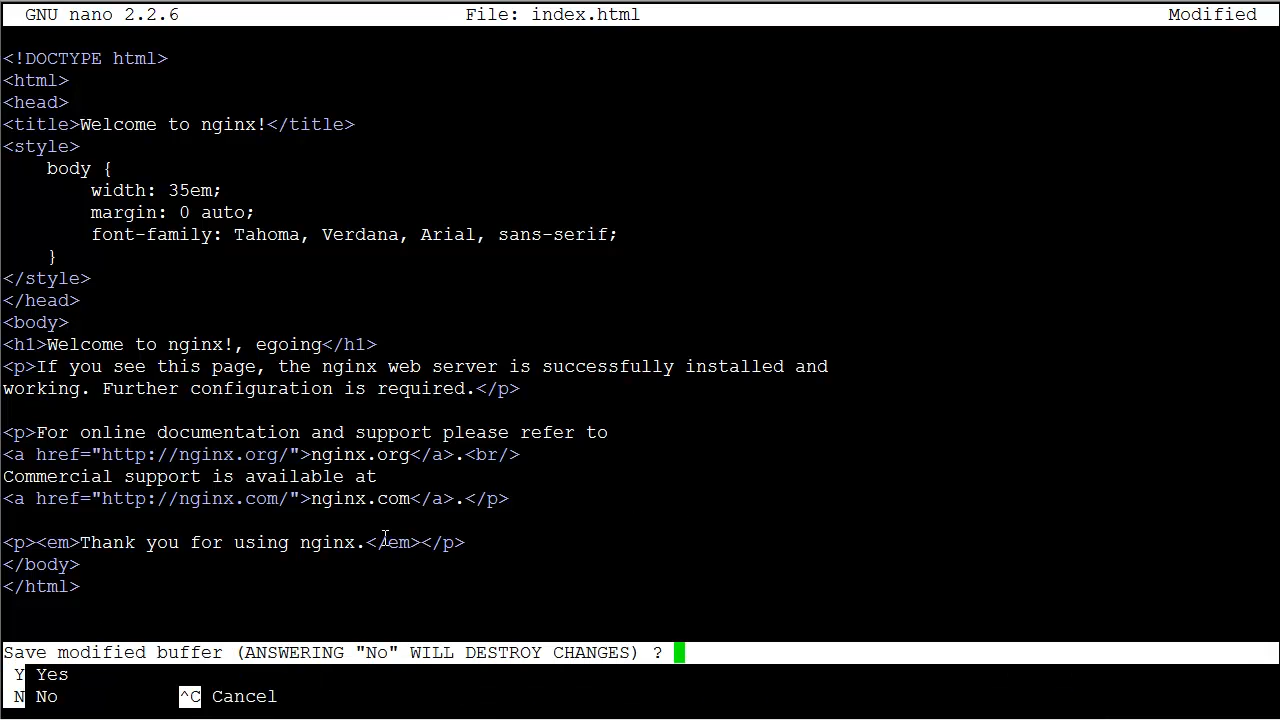 GNU nano 2.2.6 File: index.html Modified
<!DOCTYPE html>
<html>
<head>
<title>Welcome to nginx!</title>
<style>
    body {
        width: 35em;
        margin: 0 auto;
        font-family: Tahoma, Verdana, Arial, sans-serif;
    }
</style>
</head>
<body>
<h1>Welcome to nginx!, egoing</h1>
<p>If you see this page, the nginx web server is successfully installed and
working. Further configuration is required.</p>

<p>For online documentation and support please refer to
<a href="http://nginx.org/">nginx.org</a>.<br/>
Commercial support is available at
<a href="http://nginx.com/">nginx.com</a>.</p>

<p><em>Thank you for using nginx.</em></p>
</body>
</html>
Save modified buffer (ANSWERING "No" WILL DESTROY CHANGES) ?
Y Yes
N No ^C Cancel